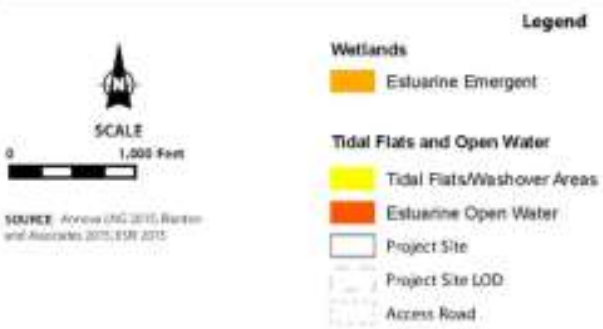 Legend
Wetlands
Estuarine Emergent
N
SCALE
0 1,000 Feet
Tidal Flats and Open Water
Tidal Flats/Washover Areas
Estuarine Open Water
Project Site
Project Site LOD
Access Road
SOURCE Annova LNG 2015,
and Associates 2015, ESRI 2015